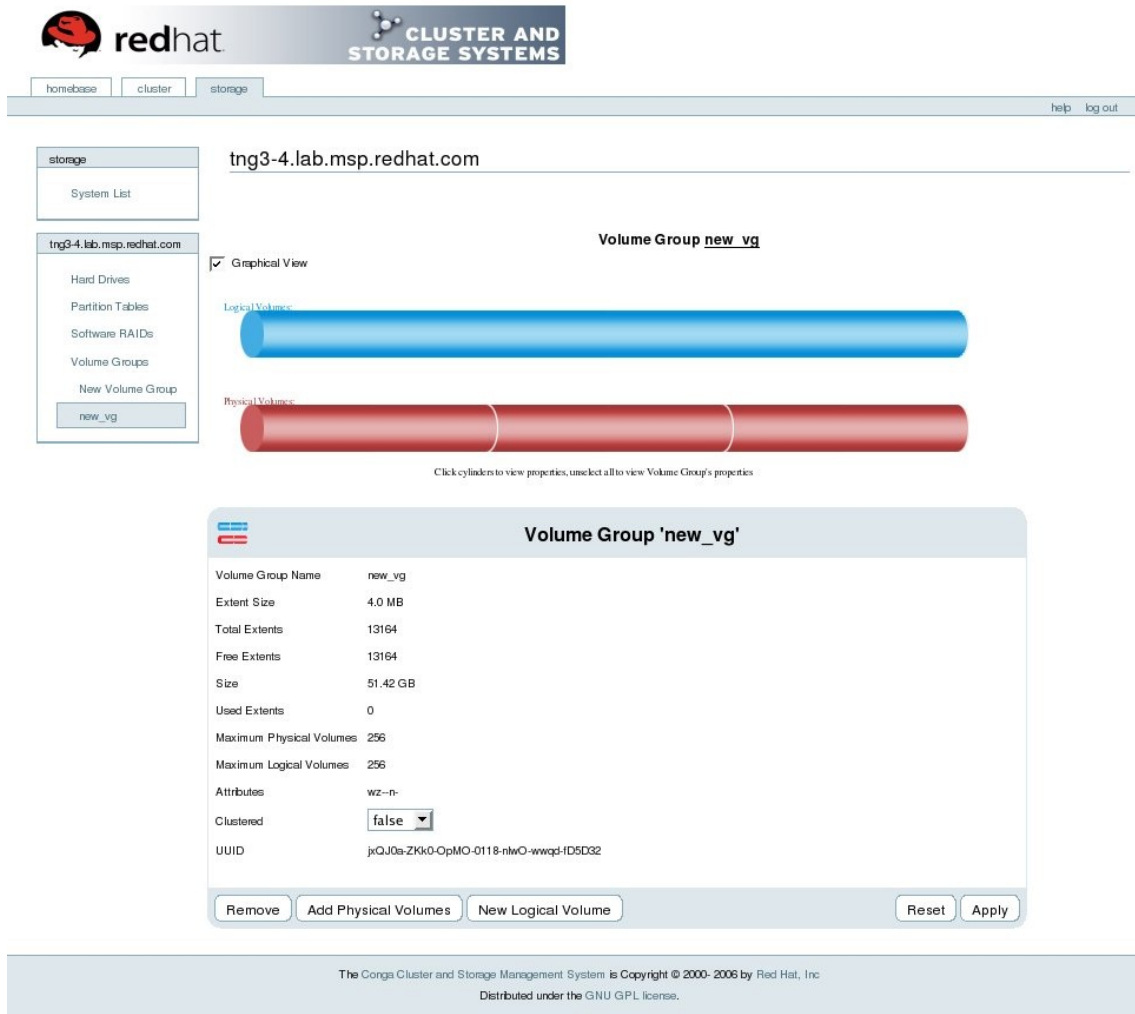 redhat.
CLUSTER AND
STORAGE SYSTEMS
homebase cluster storage
help log out
storage
System List
tng3-4.lab.msp.redhat.com
Hard Drives
Partition Tables
Software RAIDs
Volume Groups
New Volume Group
new_vg
tng3-4.lab.msp.redhat.com
Volume Group new_vg
Graphical View
Logical Volumes:
Physical Volumes:
Click cylinders to view properties, unselect all to view Volume Group's properties
Volume Group 'new_vg'
Volume Group Name new_vg
Extent Size 4.0 MB
Total Extents 13164
Free Extents 13164
Size 51.42 GB
Used Extents 0
Maximum Physical Volumes 256
Maximum Logical Volumes 256
Attributes wz--n-
Clustered false
UUID jxQJ0a-ZKk0-OpMO-0118-nlwO-wwqd-fD5D32
Remove Add Physical Volumes New Logical Volume Reset Apply
The Conga Cluster and Storage Management System is Copyright © 2000- 2006 by Red Hat, Inc
Distributed under the GNU GPL license.